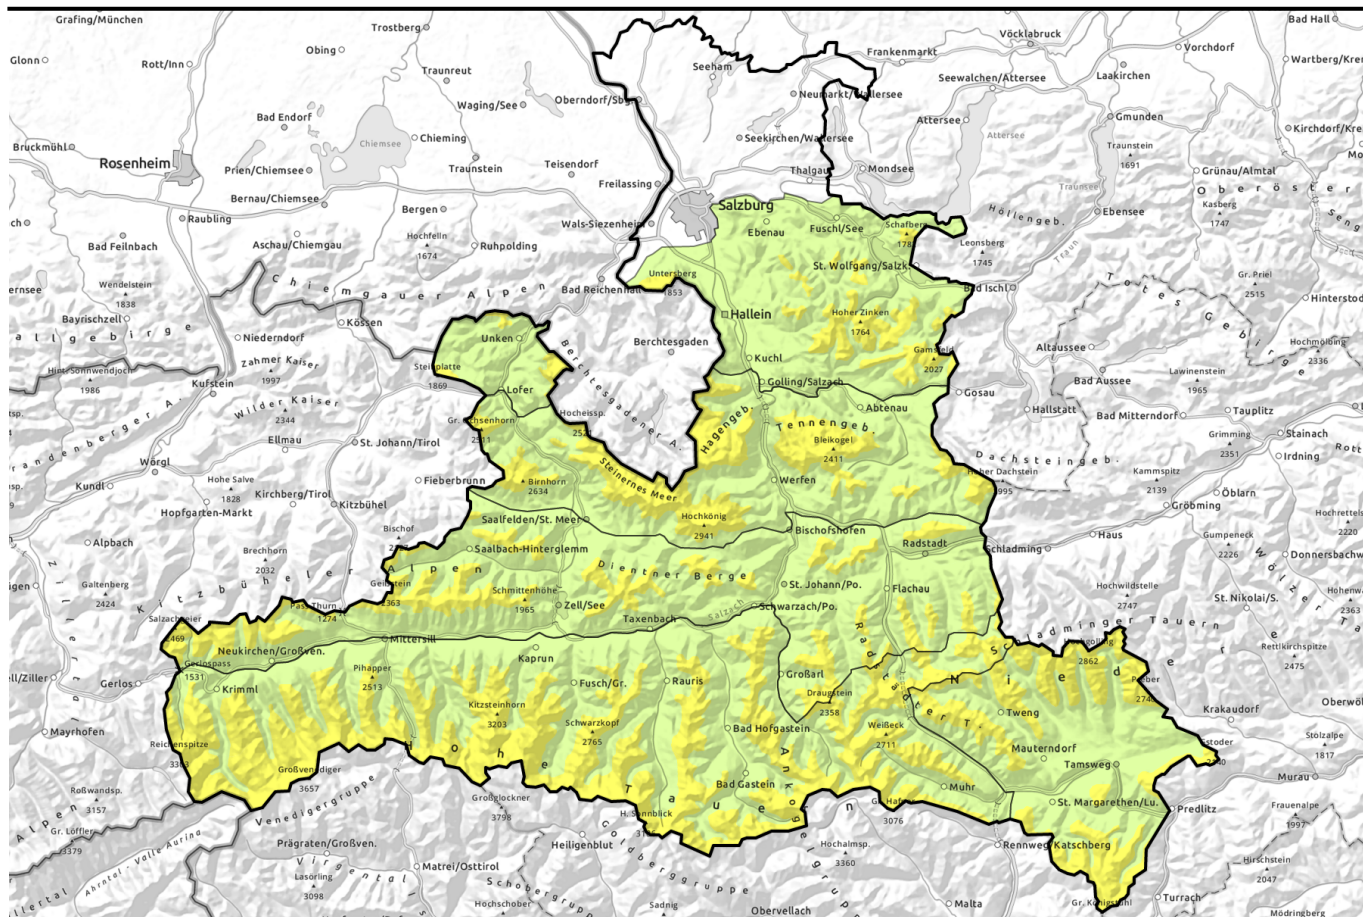 Grafing/München
Trostberg
Bad Hall
Vöcklabruck
Obing
Vorchdorf
Glonn
Rott/Inn
Frankenmarkt
Wartberg/Kre
Seeham
Laakirchen
Traunreut
Seewalchen/Attersee
Waging/See
Oberndorf/Sbg
Neumarkt/Wallersee
Bad Endorf
Attersee
Gmunden
Chieming
Seekirchen/Wallersee
Attersee
Kirchdorf/Kre
Chiemsee
Bruckmühl
Traunstein
1691
Rosenheim
Traunstein
Teisendorf
Thalgau
Mondsee
Grünau/Almtal
Prien/Chiemsee
Freilassing
Traunsee
Oberöster
Bernau/Chiemsee
Salzburg
Kasberg
1747
Bergen
Höllengeb.
Ebensee
Raubling
Wals-Siezenheim
Ebenau
Fuschl/See
Schafberg
Hochfelln
1674
Ruhpolding
Leonsberg
1745
Bad Feilnbach
Aschau/Chiemgau
Traun
St. Wolfgang/Salzk
Untersberg
1853
Gr. Priel
2515
Wendelstein
1838
Chiemgauer Alpen
Bad Reichenhall
Bad Ischl
Hinterstod
Totes Gebirge
Bayrischzell
Kössen
Hallein
Hoher Zinken
1764
Niederndorf
Berchtesgaden
Altaussee
Hochmölbing
2336
Zahmer Kaiser
1997
Steinplatte
1869
Unken
Kuchl
Gamsfeld
2027
Hint. Sonnwendjoch
1986
Bad Aussee
Lawinenstein
1965
Kufstein
Berchtesgadener A.
Golling/Salzach
Lofer
Gosau
Wilder Kaiser
2344
Abtenau
Hallstatt
Bad Mitterndorf
Tauplitz
Gr. Ochsenhorn
2511
Hocheissp.
Hagengeb.
Tennengeb.
Ellmau
St. Johann/Tirol
Bleikogel
2411
Grimming
2351
Stainach
Irdning
Wörgl
Steinernes Meer
Dachsteingeb.
Kundl
Hohe Salve
1828
Fieberbrunn
Birnhorn
2634
Werfen
Hoher Dachstein
Kammspitz
2139
Kirchberg/Tirol
Kitzbühel
Öblarn
Hopfgarten-Markt
Gröbming
Saalfelden/St. Meer
Hochkönig
2941
Bischofshofen
Alpbach
Radstadt
Schladming
Haus
Gumpeneck
2226
Brechhorn
2032
Saalbach-Hinterglemm
Kitzbüheler Alpen
Dientner Berge
Galtenberg
2424
Geißstein
2363
Schmittenhöhe
1965
St. Johann/Po.
Flachau
Hochwildstelle
2747
St. Nikolai/S.
Pass Thurn
1274
Zell/See
Salzach
Schwarzach/Po.
Taxenbach
Schladminger Tauern
2469
Mittersill
Hochgolling
2862
Rettlkirchspitze
2475
Neukirchen/Großven.
Radstädter T.
Gerlospass
1531
Kaprun
Gerlos
Pihapper
2513
Großarl
Krimml
Fusch/Gr.
Rauris
Draugstein
2358
Preber
2740
Kitzsteinhorn
3203
Tweng
Krakaudorf
Schwarzkopf
2765
Bad Hofgastein
Weißeck
2711
Mayrhofen
Reichenspitze
Mauterndorf
Stolzalpe
1817
Tamsweg
Hohe Tauern
Großvenediger
3657
Bad Gastein
Murau
Roßwandsp.
3157
Venedigergruppe
Großglockner
3798
Muhr
St. Margarethen/Lu.
Predlitz
Gr. Hafner
3076
H. Sonnblick
Frauenalpe
1997
Gr. Löffler
3379
Prägraten/Großven.
Heiligenblut
Goldberggruppe
Ankogelgruppe
Hochalmsp.
3360
Rennweg/Katschberg
Ahrntal - Valle Aurina
Matrei/Osttirol
Hirschstein
2047
Lasörling
3098
Schobergruppe
Turrach
Gr. Königstuhl
Hochschober
Sadnig
Obervellach
Malta
Mödringberg